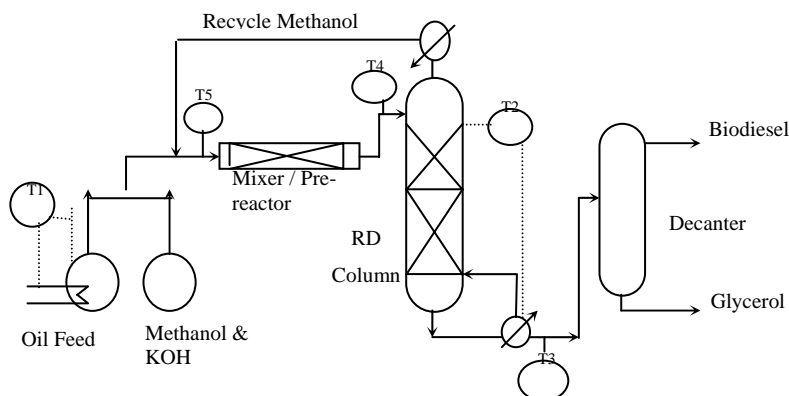 Recycle Methanol
T4
T5
T2
Biodiesel
Mixer / Pre-
reactor
T1
RD
Column
Decanter
Oil Feed
Methanol &
KOH
Glycerol
T3